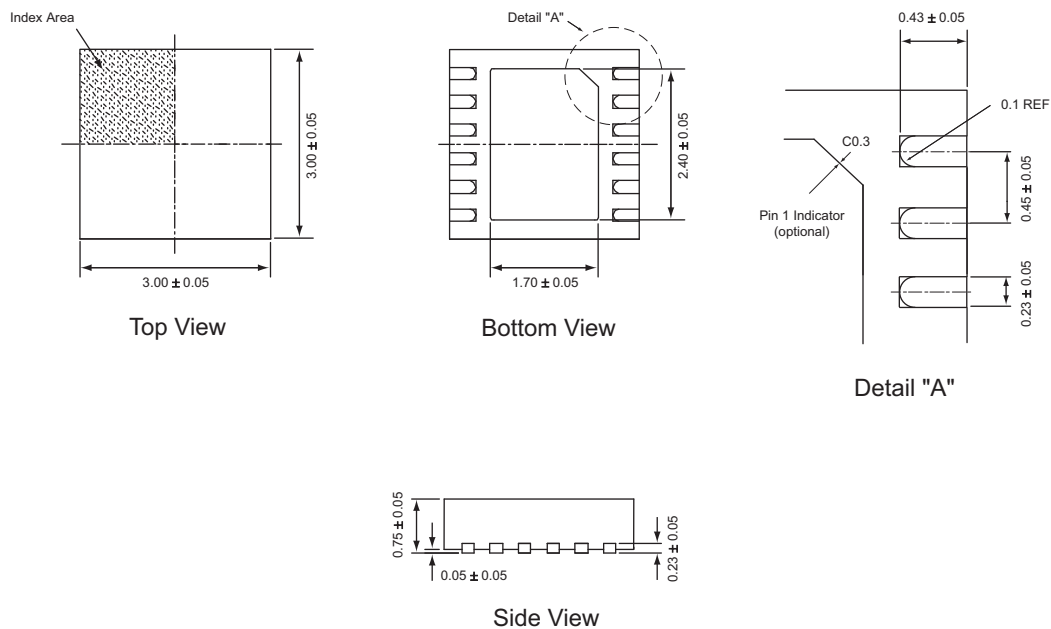 Index Area
3.00 ± 0.05
3.00 ± 0.05
Top View
Detail "A"
2.40 ± 0.05
1.70 ± 0.05
Bottom View
0.43 ± 0.05
0.1 REF
C0.3
0.45 ± 0.05
Pin 1 Indicator
(optional)
0.23 ± 0.05
Detail "A"
0.75 ± 0.05
0.05 ± 0.05
0.23 ± 0.05
Side View